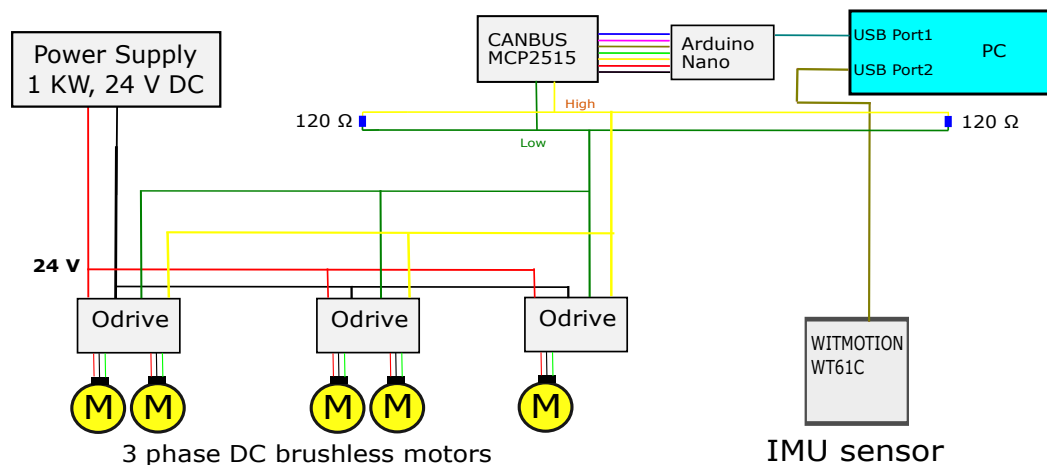 Power Supply
1 KW, 24 V DC
CANBUS
MCP2515
Arduino
Nano
USB Port1
USB Port2
PC
High
120 Ω
120 Ω
Low
24 V
Odrive
Odrive
Odrive
WITMOTION
WT61C
M
M
M
M
M
3 phase DC brushless motors
IMU sensor